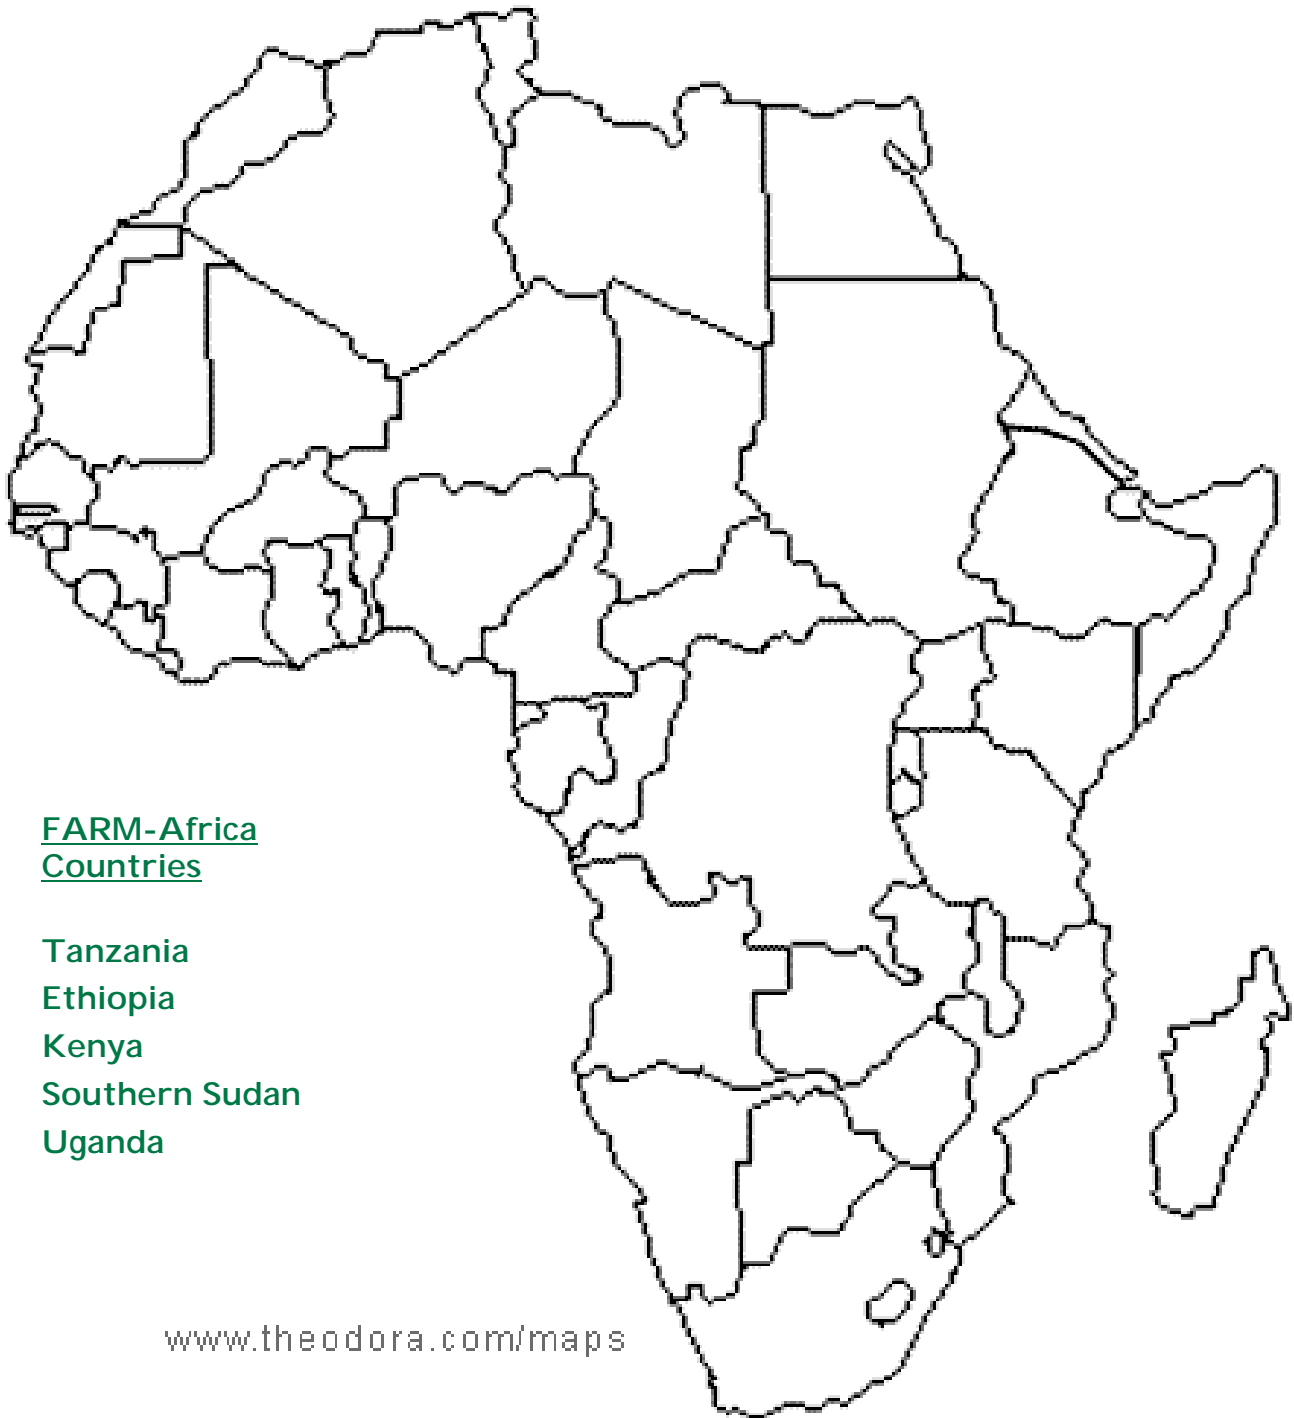 FARM-Africa
Countries
Tanzania
Ethiopia
Kenya
Southern Sudan
Uganda
www.theodora.com/maps